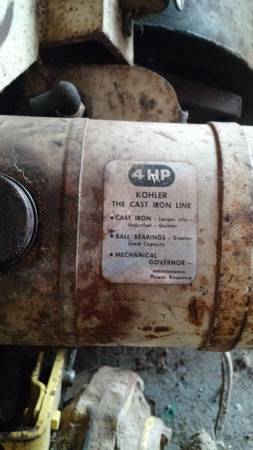 4 HP
KOHLER
THE CAST IRON LINE
• CAST IRON – Longer Life –
Smoother – Quieter
• BALL BEARINGS – Greater
Load Capacity
• MECHANICAL
GOVERNOR –
Instantaneous
Power Response